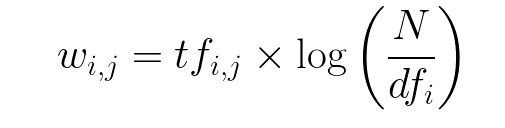 w_{i,j} = tf_{i,j} × log(N/df_i)